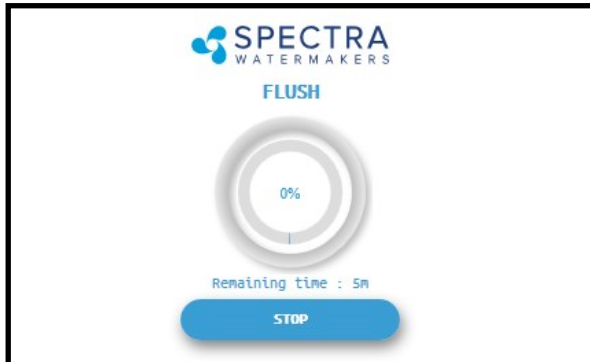 SPECTRA
WATERMAKERS
FLUSH
0%
Remaining time : 5m
STOP